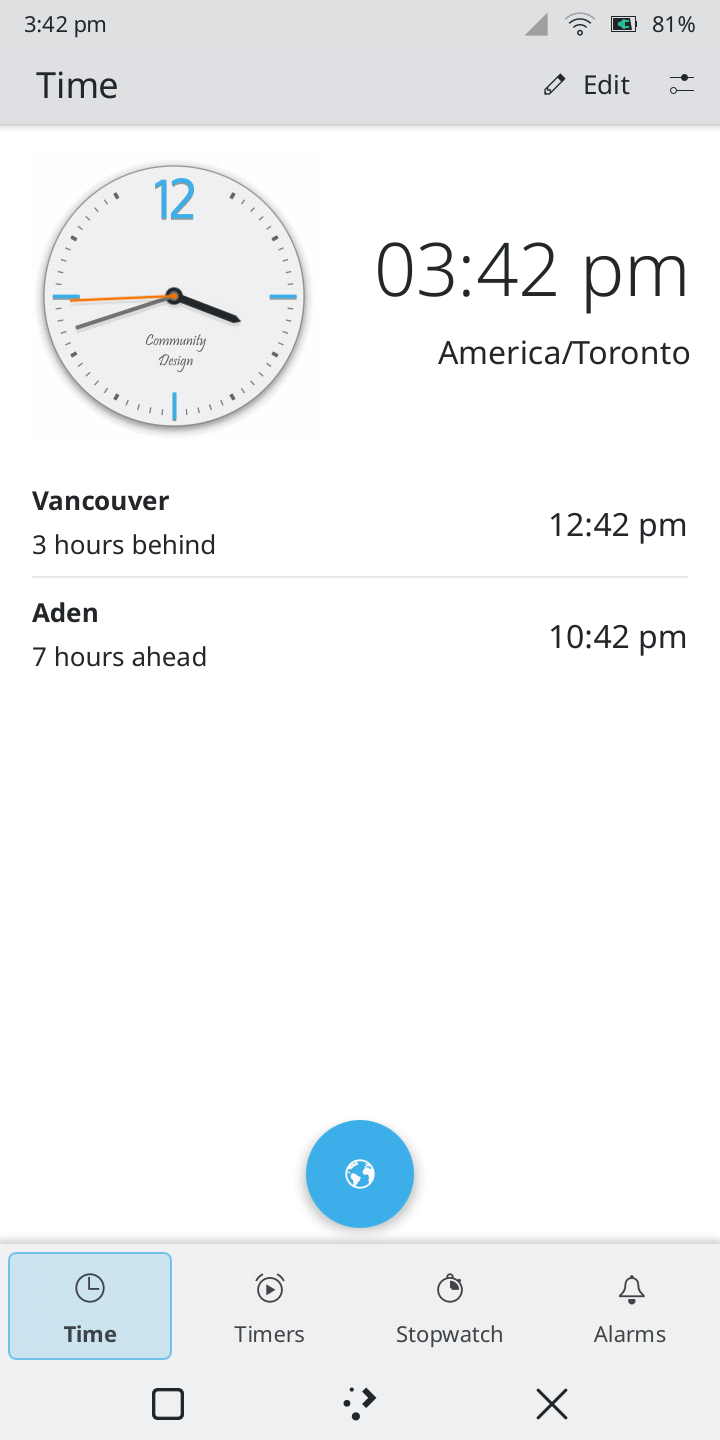 3:42 pm 81%
Time Edit
12
Community
Design
03:42 pm
America/Toronto
Vancouver
3 hours behind
12:42 pm
Aden
7 hours ahead
10:42 pm
Time Timers Stopwatch Alarms